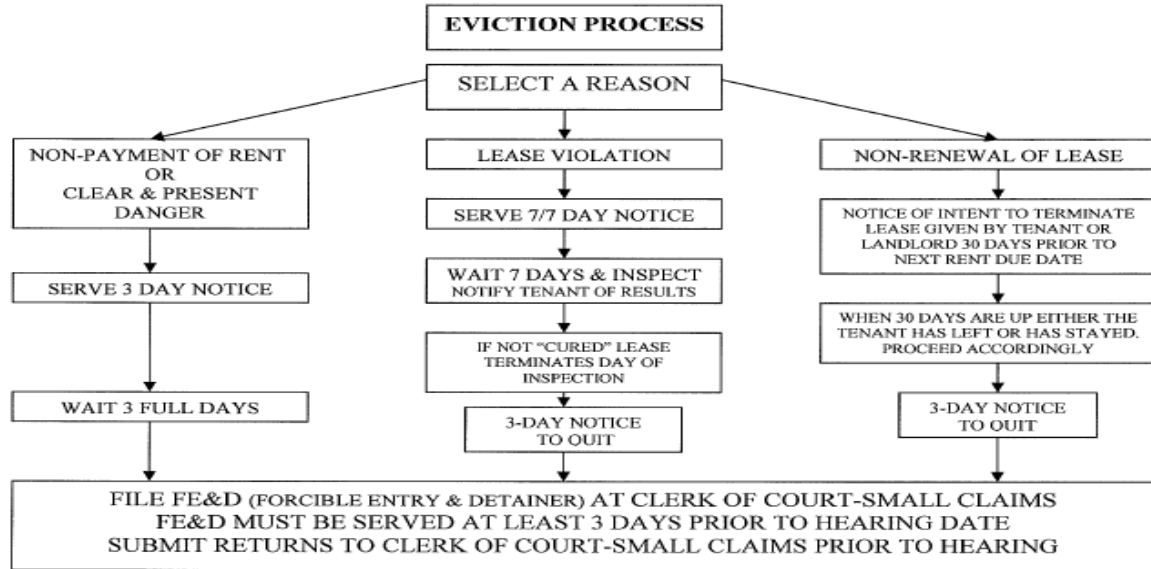 EVICTION PROCESS
SELECT A REASON
NON-PAYMENT OF RENT
OR
CLEAR & PRESENT
DANGER
SERVE 3 DAY NOTICE
WAIT 3 FULL DAYS
LEASE VIOLATION
SERVE 7/7 DAY NOTICE
WAIT 7 DAYS & INSPECT
NOTIFY TENANT OF RESULTS
IF NOT “CURED” LEASE
TERMINATES DAY OF
INSPECTION
3-DAY NOTICE
TO QUIT
NON-RENEWAL OF LEASE
NOTICE OF INTENT TO TERMINATE
LEASE GIVEN BY TENANT OR
LANDLORD 30 DAYS PRIOR TO
NEXT RENT DUE DATE
WHEN 30 DAYS ARE UP EITHER THE
TENANT HAS LEFT OR HAS STAYED.
PROCEED ACCORDINGLY
3-DAY NOTICE
TO QUIT
FILE FE&D (FORCIBLE ENTRY & DETAINER) AT CLERK OF COURT-SMALL CLAIMS
FE&D MUST BE SERVED AT LEAST 3 DAYS PRIOR TO HEARING DATE
SUBMIT RETURNS TO CLERK OF COURT-SMALL CLAIMS PRIOR TO HEARING